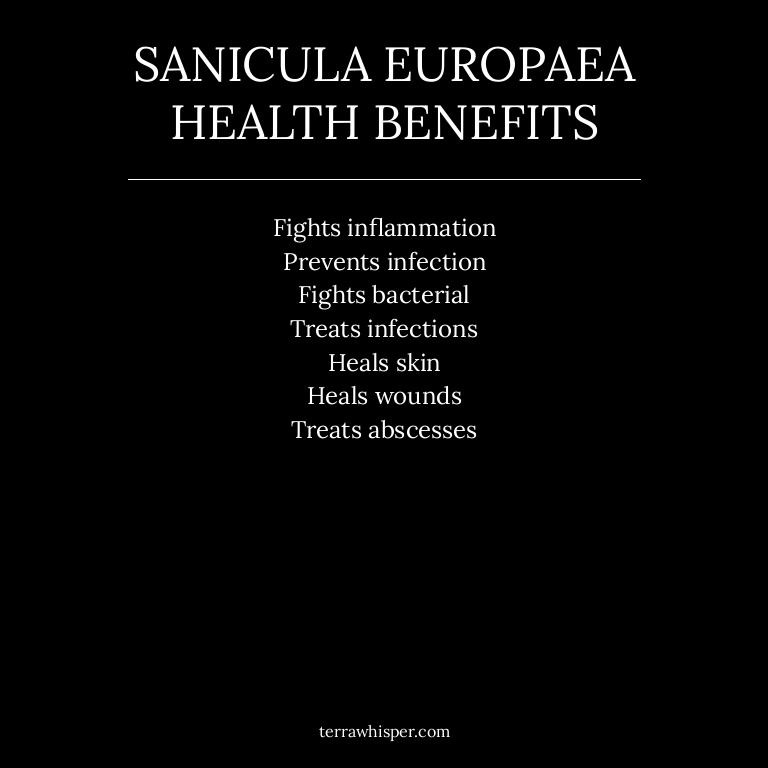 SANICULA EUROPAEA
HEALTH BENEFITS
Fights inflammation
Prevents infection
Fights bacterial
Treats infections
Heals skin
Heals wounds
Treats abscesses
terrawhisper.com